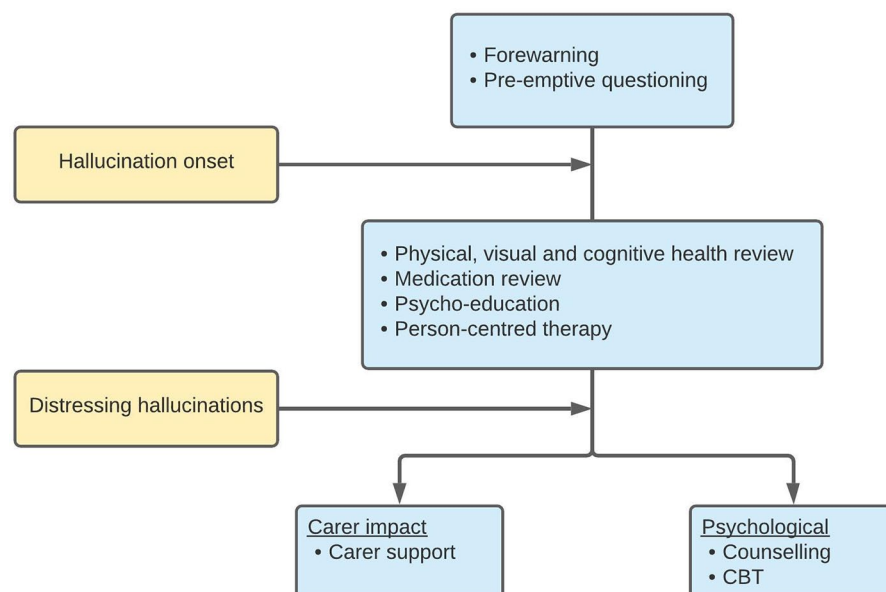 • Forewarning
• Pre-emptive questioning
Hallucination onset
• Physical, visual and cognitive health review
• Medication review
• Psycho-education
• Person-centred therapy
Distressing hallucinations
Carer impact
• Carer support
Psychological
• Counselling
• CBT